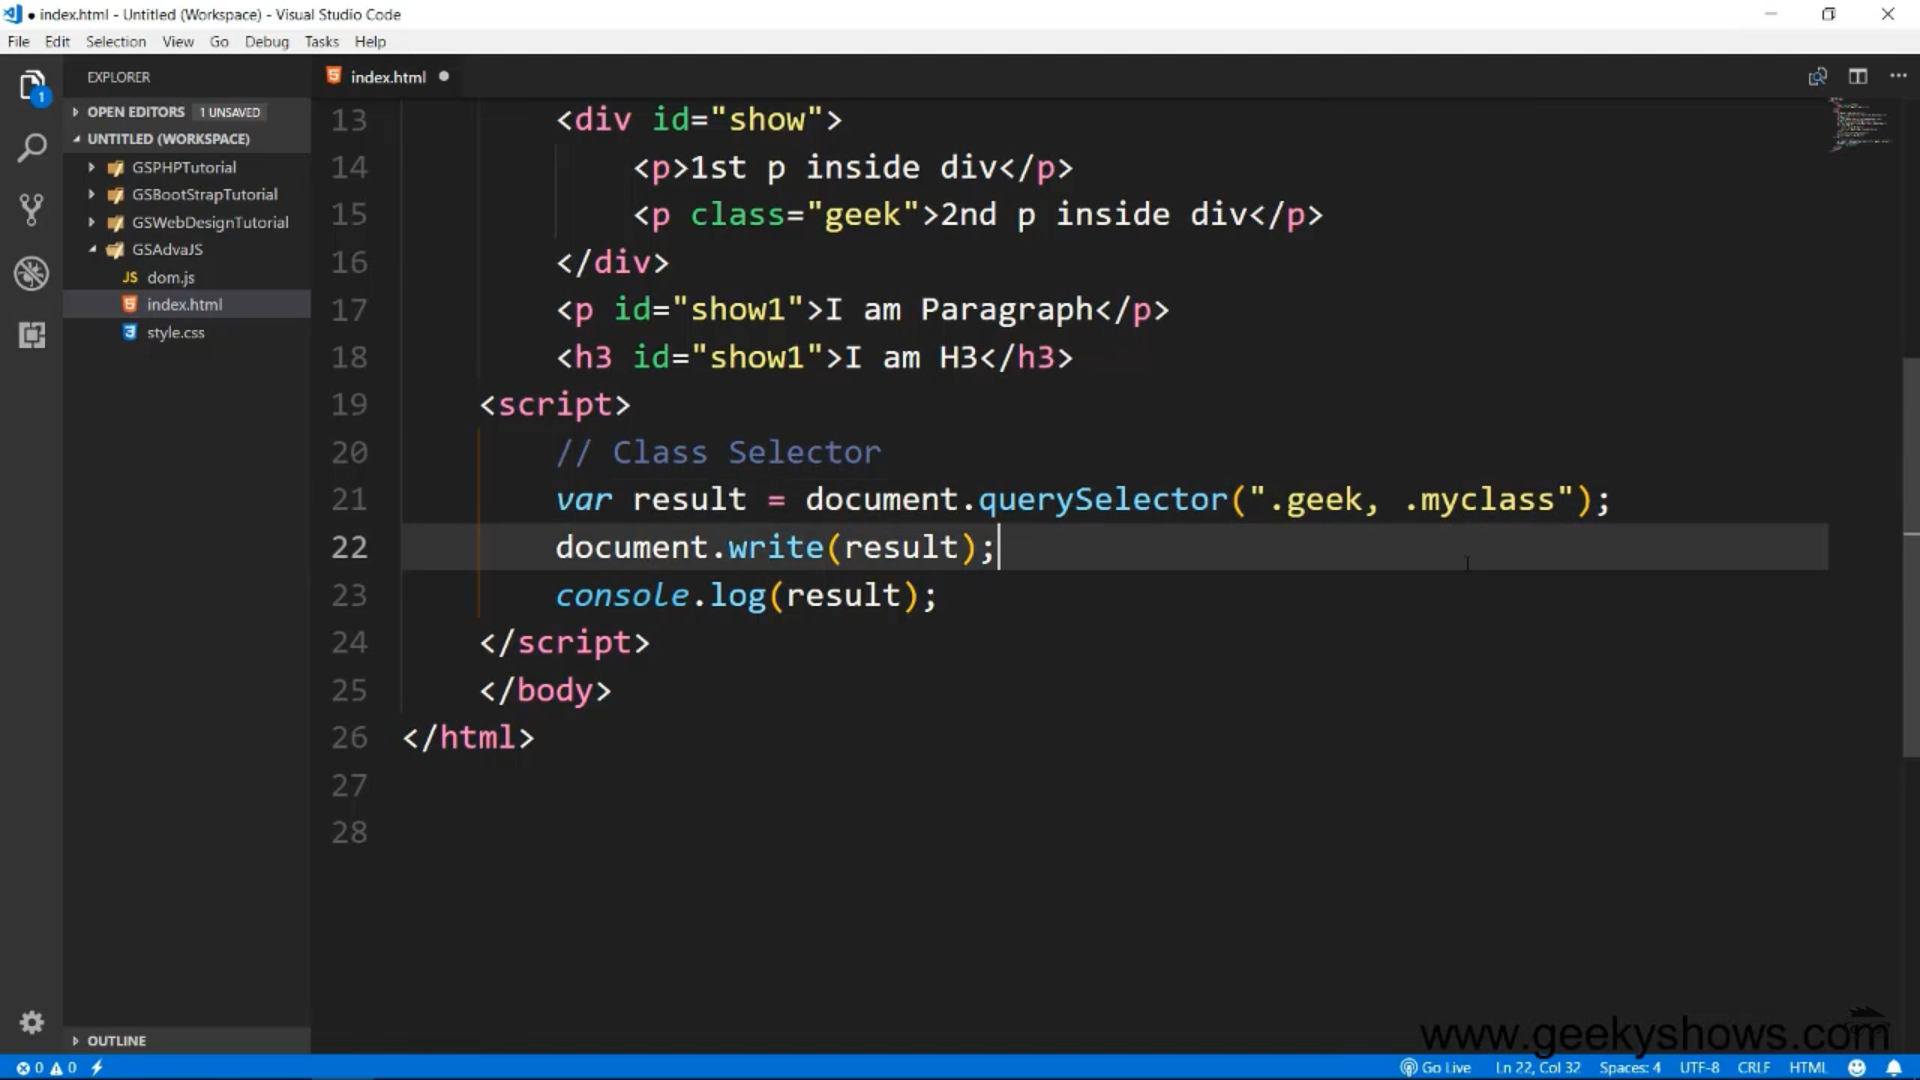 index.html - Untitled (Workspace) - Visual Studio Code
File Edit Selection View Go Debug Tasks Help
EXPLORER
index.html
OPEN EDITORS 1 UNSAVED
UNTITLED (WORKSPACE)
GSPHPTutorial
GSBootStrapTutorial
GSWebDesignTutorial
GSAdvaJS
JS dom.js
index.html
style.css
OUTLINE
1
13 <div id="show">
14 <p>1st p inside div</p>
15 <p class="geek">2nd p inside div</p>
16 </div>
17 <p id="show1">I am Paragraph</p>
18 <h3 id="show1">I am H3</h3>
19 <script>
20 // Class Selector
21 var result = document.querySelector(".geek, .myclass");
22 document.write(result);
23 console.log(result);
24 </script>
25 </body>
26 </html>
27
28
www.geekyshows.com
0 0 Go Live Ln 22, Col 32 Spaces: 4 UTF-8 CRLF HTML